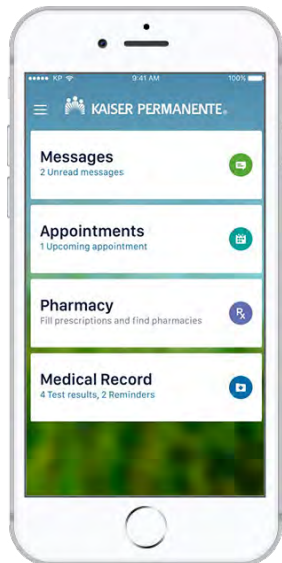 KP 9:41 AM 100%
KAISER PERMANENTE®
Messages
2 Unread messages
Appointments
1 Upcoming appointment
Pharmacy
Fill prescriptions and find pharmacies
Rx
Medical Record
4 Test results, 2 Reminders